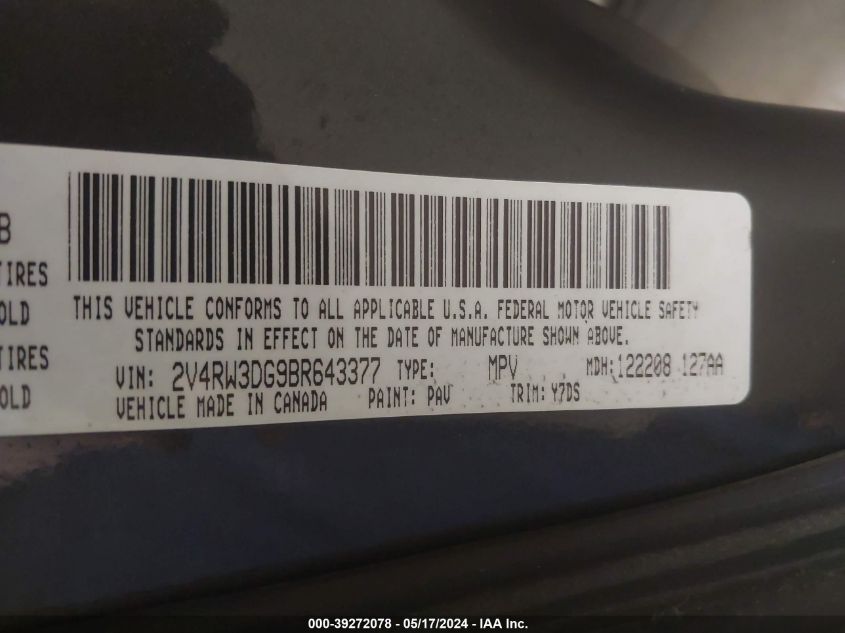 B
TIRES
OLD
TIRES
OLD
THIS VEHICLE CONFORMS TO ALL APPLICABLE U.S.A. FEDERAL MOTOR VEHICLE SAFETY
STANDARDS IN EFFECT ON THE DATE OF MANUFACTURE SHOWN ABOVE.
VIN: 2V4RW3DG9BR643377 TYPE: MPV MDH:122208 127AA
VEHICLE MADE IN CANADA PAINT: PAV TRIM: Y7DS
000-39272078 - 05/17/2024 - IAA Inc.